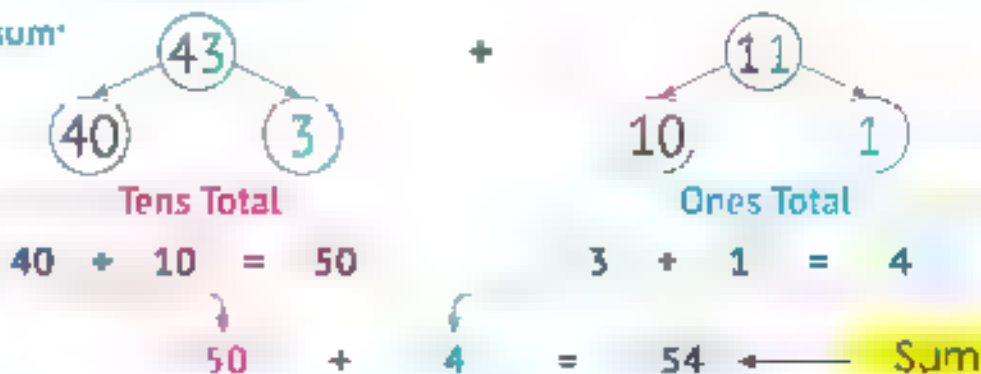 sum
43 + 11
40 3 10 1
Tens Total Ones Total
40 + 10 = 50 3 + 1 = 4
50 + 4 = 54 Sum